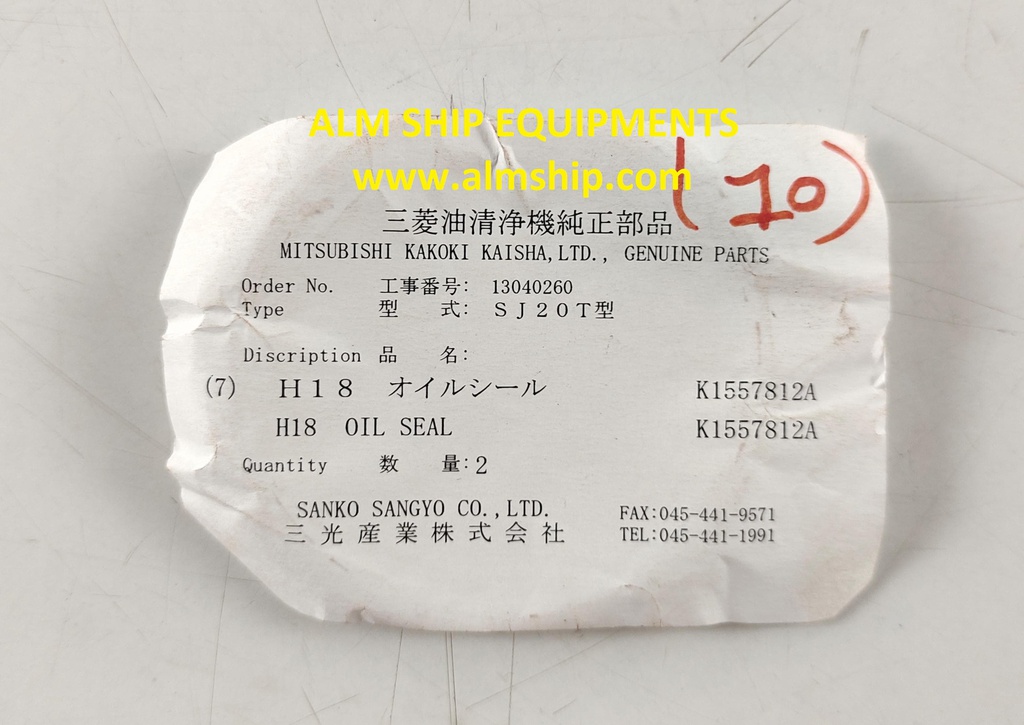 ALM SHIP EQUIPMENTS
www.almship.com
(10)
三菱油清浄機純正部品
MITSUBISHI KAKOKI KAISHA,LTD., GENUINE PARTS
Order No. 工事番号: 13040260
Type 型 式: ＳＪ２０Ｔ型
Discription 品 名:
(7) Ｈ１８ オイルシール K1557812A
H18 OIL SEAL K1557812A
Quantity 数 量: 2
SANKO SANGYO CO.,LTD. FAX:045-441-9571
三光産業株式会社 TEL:045-441-1991